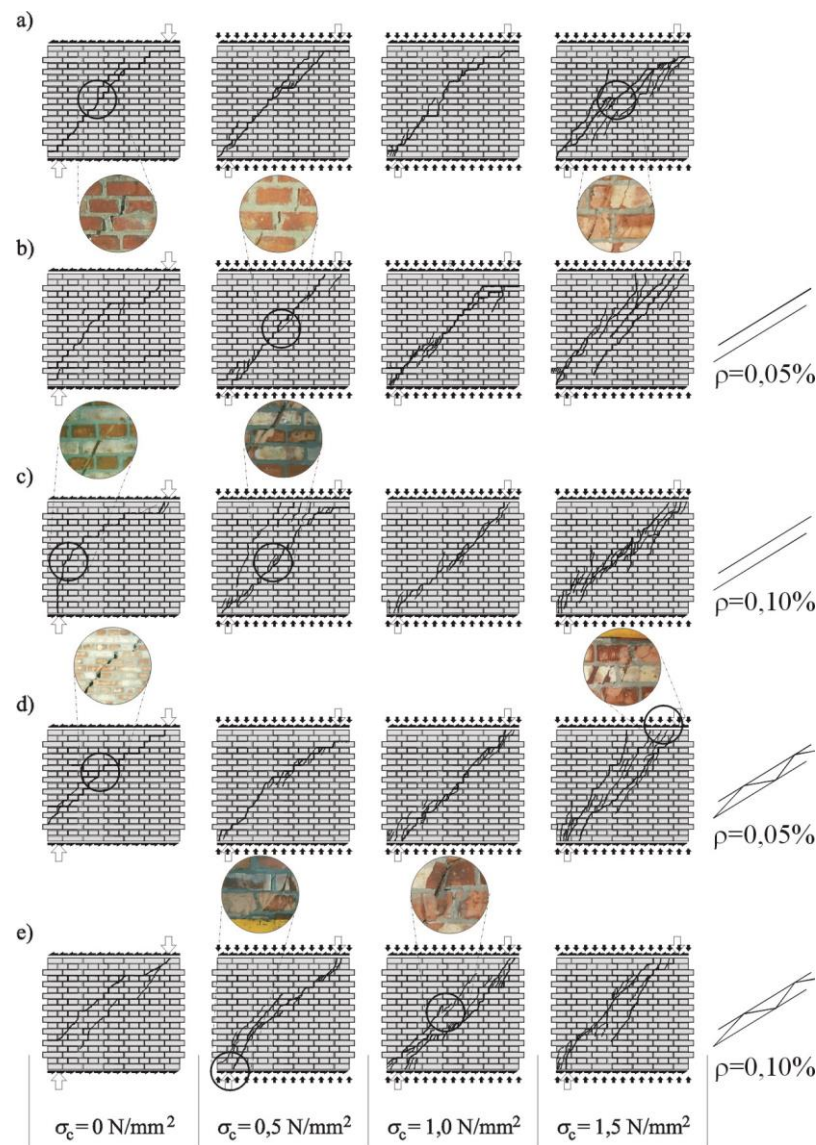 a)
b)
ρ=0,05%
c)
ρ=0,10%
d)
ρ=0,05%
e)
ρ=0,10%
σc= 0 N/mm²
σc= 0,5 N/mm²
σc= 1,0 N/mm²
σc= 1,5 N/mm²